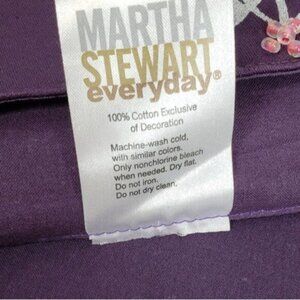 MARTHA
STEWART
everyday®
100% Cotton Exclusive
of Decoration
Machine-wash cold,
with similar colors.
Only nonchlorine bleach
when needed. Dry flat.
Do not iron.
Do not dry clean.